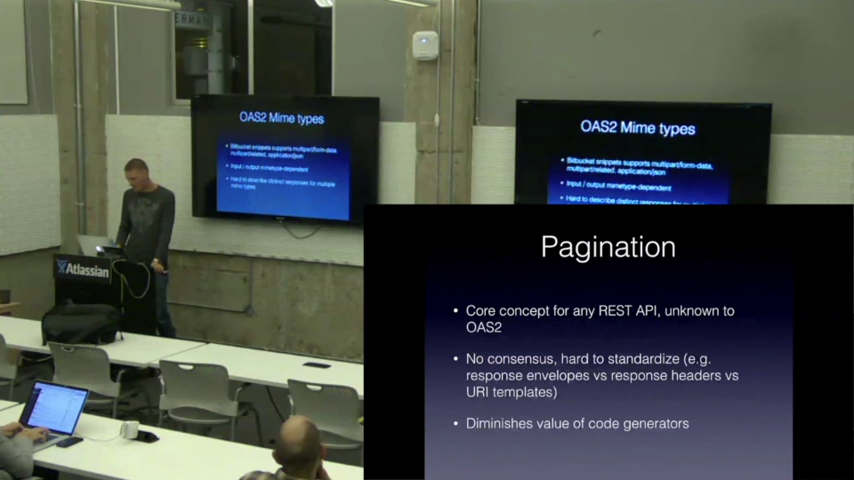 ERMAN
OAS2 Mime types
• Bitbucket snippets supports multipart/form-data,
multipart/related, application/json
• Input / output mimetype-dependent
• Hard to describe distinct responses for multiple
mime types
OAS2 Mime types
• Bitbucket snippets supports multipart/form-data,
multipart/related, application/json
• Input / output mimetype-dependent
• Hard to describe distinct responses for
Atlassian
Pagination
• Core concept for any REST API, unknown to
OAS2
• No consensus, hard to standardize (e.g.
response envelopes vs response headers vs
URI templates)
• Diminishes value of code generators